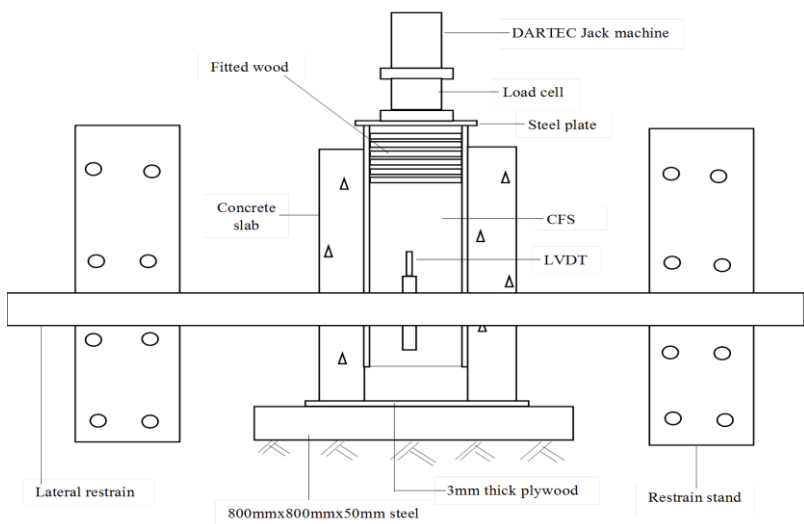 DARTEC Jack machine
Fitted wood
Load cell
Steel plate
Concrete
slab
CFS
LVDT
Lateral restrain
3mm thick plywood
Restrain stand
800mmx800mmx50mm steel